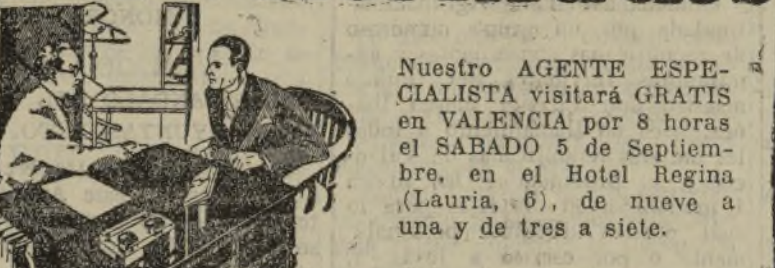 Nuestro AGENTE ESPE-
CIALISTA visitará GRATIS
en VALENCIA por 8 horas
el SABADO 5 de Septiem-
bre, en el Hotel Regina
(Lauria, 6), de nueve a
una y de tres a siete.